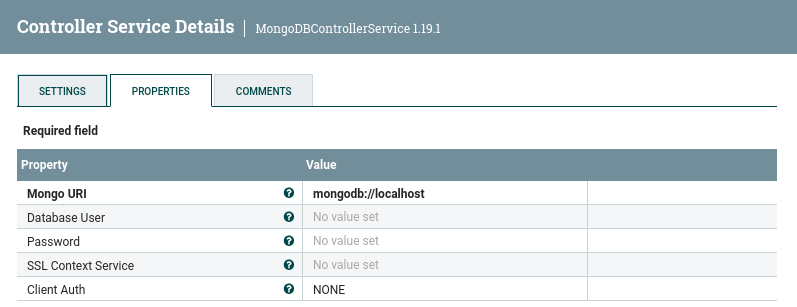 Controller Service Details | MongoDBControllerService 1.19.1
SETTINGS PROPERTIES COMMENTS
Required field
Property Value
Mongo URI ? mongodb://localhost
Database User ? No value set
Password ? No value set
SSL Context Service ? No value set
Client Auth ? NONE